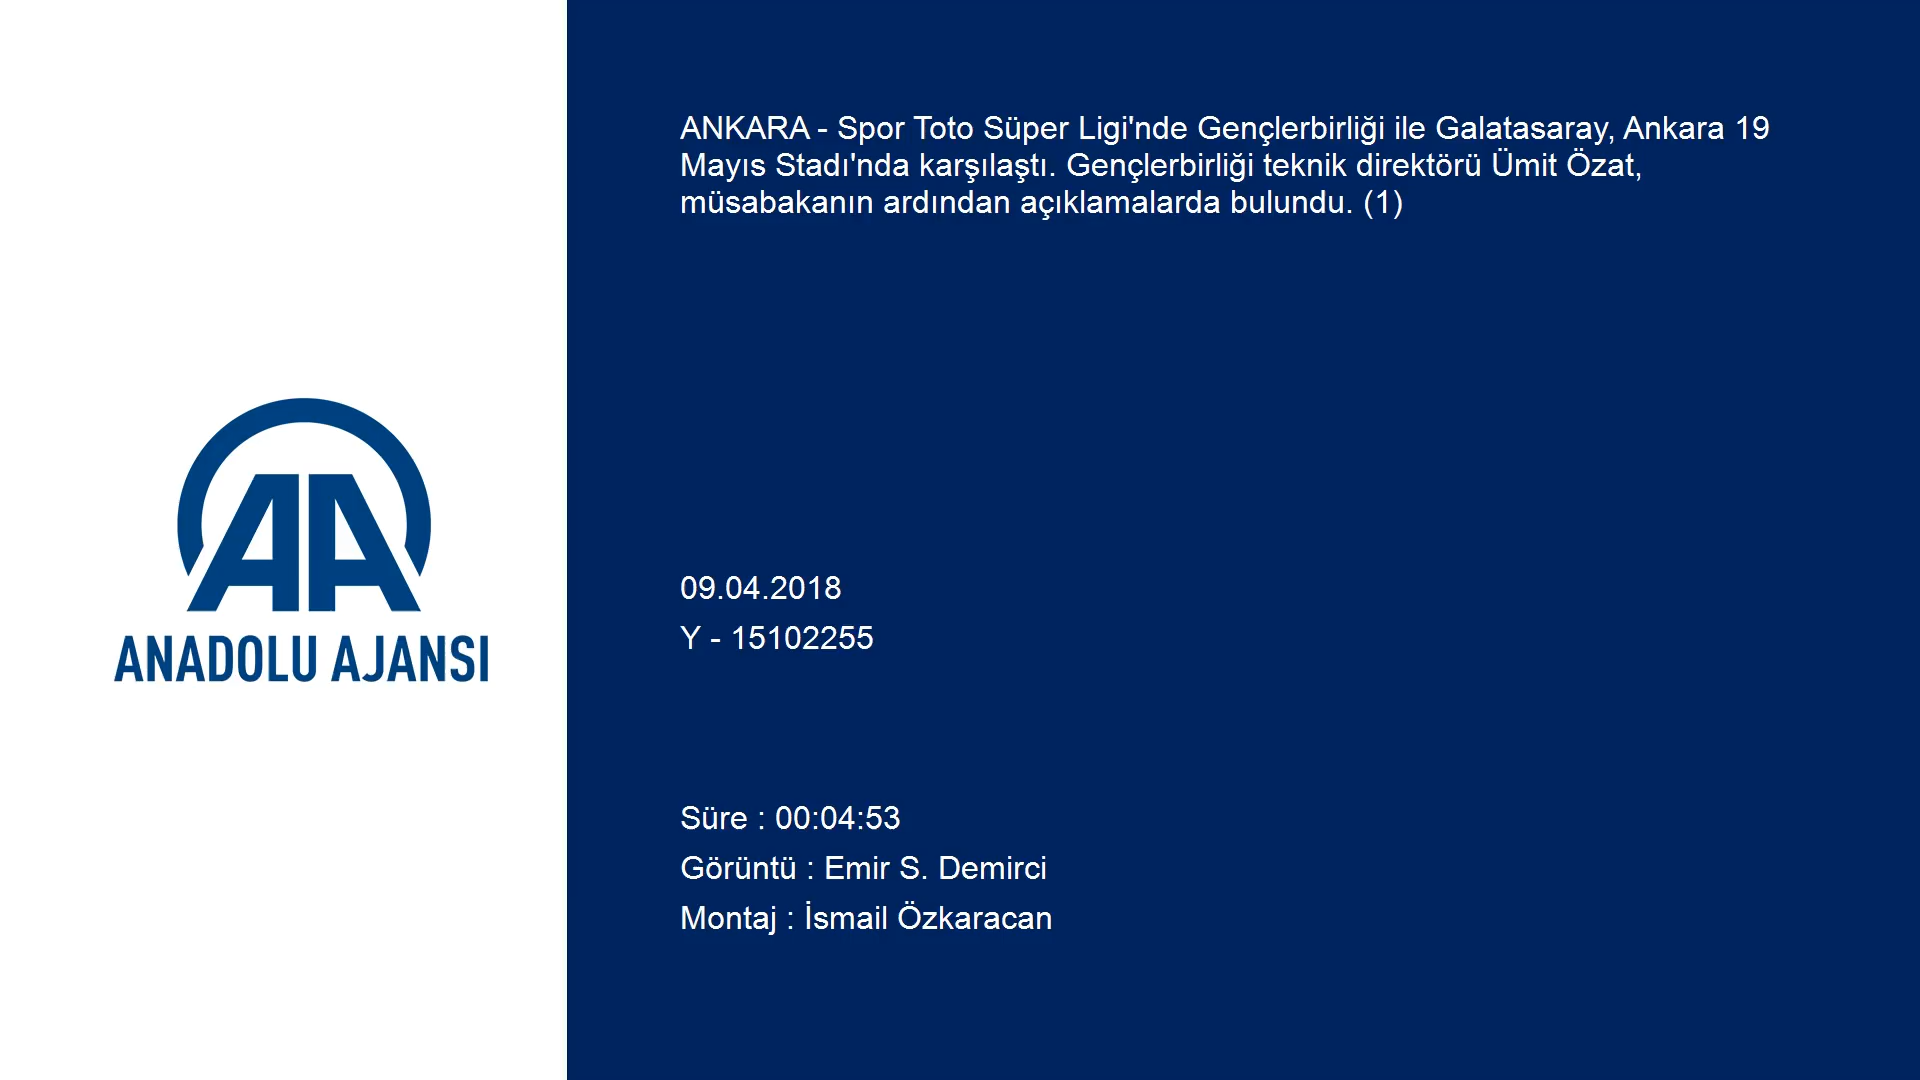 ANKARA - Spor Toto Süper Ligi'nde Gençlerbirliği ile Galatasaray, Ankara 19
Mayıs Stadı'nda karşılaştı. Gençlerbirliği teknik direktörü Ümit Özat,
müsabakanın ardından açıklamalarda bulundu. (1)
AA
ANADOLU AJANSI
09.04.2018
Y - 15102255
Süre : 00:04:53
Görüntü : Emir S. Demirci
Montaj : İsmail Özkaracan